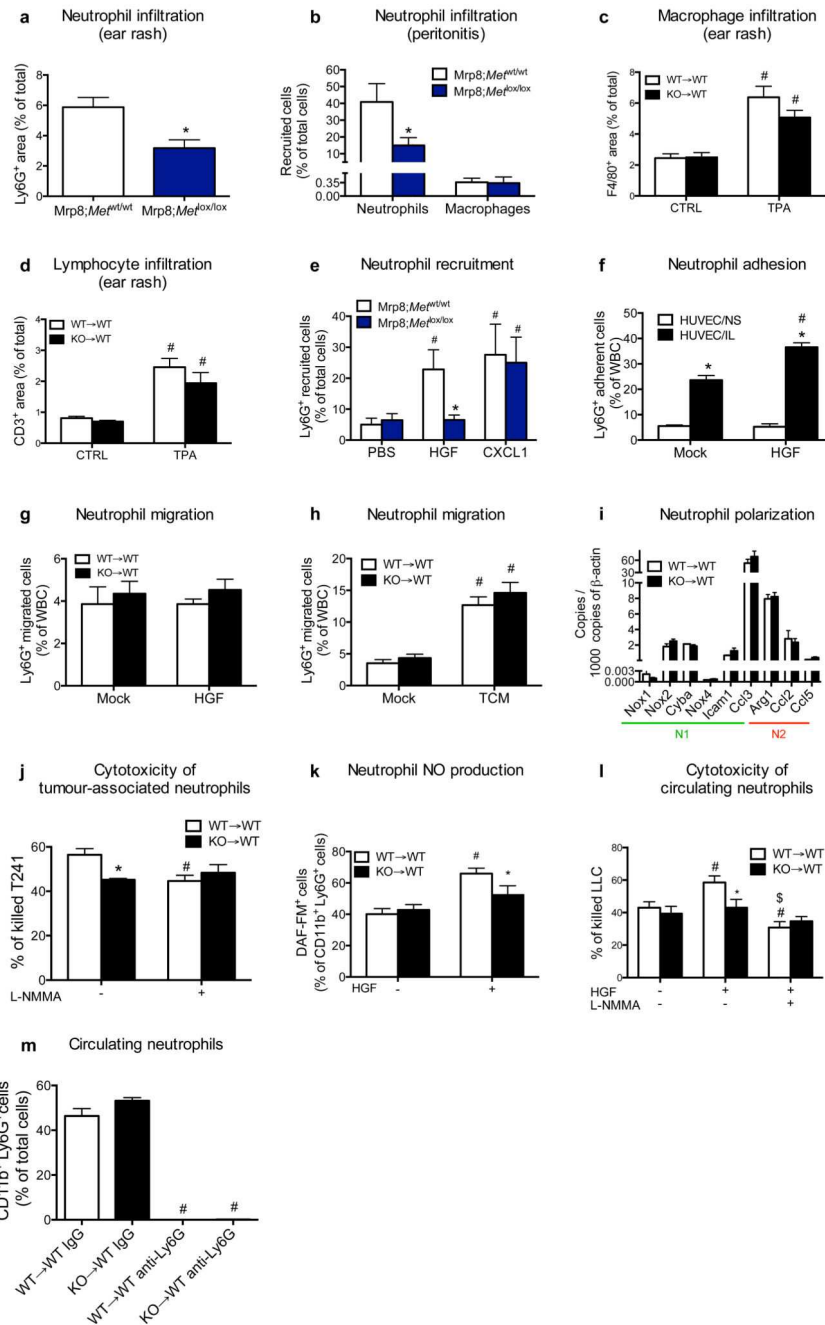 a Neutrophil infiltration
(ear rash)
Ly6G⁺ area (% of total)
8
6
4
2
0
*
Mrp8;Metʷᵗ/ʷᵗ Mrp8;Metˡᵒˣ/ˡᵒˣ
b Neutrophil infiltration
(peritonitis)
Recruited cells
(% of total cells)
60
50
40
30
20
10
0.35
0.00
Mrp8;Metʷᵗ/ʷᵗ
Mrp8;Metˡᵒˣ/ˡᵒˣ
*
Neutrophils Macrophages
c Macrophage infiltration
(ear rash)
F4/80⁺ area (% of total)
8
6
4
2
0
WT→WT
KO→WT
# #
CTRL TPA
d Lymphocyte infiltration
(ear rash)
CD3⁺ area (% of total)
4
3
2
1
0
WT→WT
KO→WT
# #
CTRL TPA
e Neutrophil recruitment
Ly6G⁺ recruited cells
(% of total cells)
40
30
20
10
0
Mrp8;Metʷᵗ/ʷᵗ
Mrp8;Metˡᵒˣ/ˡᵒˣ
# * # #
PBS HGF CXCL1
f Neutrophil adhesion
Ly6G⁺ adherent cells
(% of WBC)
50
40
30
20
10
0
HUVEC/NS
HUVEC/IL
*
#
*
Mock HGF
g Neutrophil migration
Ly6G⁺ migrated cells
(% of WBC)
6
4
2
0
WT→WT
KO→WT
Mock HGF
h Neutrophil migration
Ly6G⁺ migrated cells
(% of WBC)
20
15
10
5
0
WT→WT
KO→WT
# #
Mock TCM
i Neutrophil polarization
Copies /
1000 copies of β-actin
60
30
10
8
6
4
2
0.003
0.000
WT→WT
KO→WT
Nox1 Nox2 Cyba Nox4 Icam1 Ccl3 Arg1 Ccl2 Ccl5
N1 N2
j Cytotoxicity of
tumour-associated neutrophils
% of killed T241
60
40
20
0
WT→WT
KO→WT
* #
L-NMMA - +
k Neutrophil NO production
DAF-FM⁺ cells
(% of CD11b⁺ Ly6G⁺ cells)
80
60
40
20
0
WT→WT
KO→WT
# *
HGF - +
l Cytotoxicity of
circulating neutrophils
% of killed LLC
80
60
40
20
0
WT→WT
KO→WT
# *
$
#
HGF - + +
L-NMMA - - +
m Circulating neutrophils
CD11b⁺ Ly6G⁺ cells
(% of total cells)
60
40
20
0
# #
WT→WT IgG
KO→WT IgG
WT→WT anti-Ly6G
KO→WT anti-Ly6G